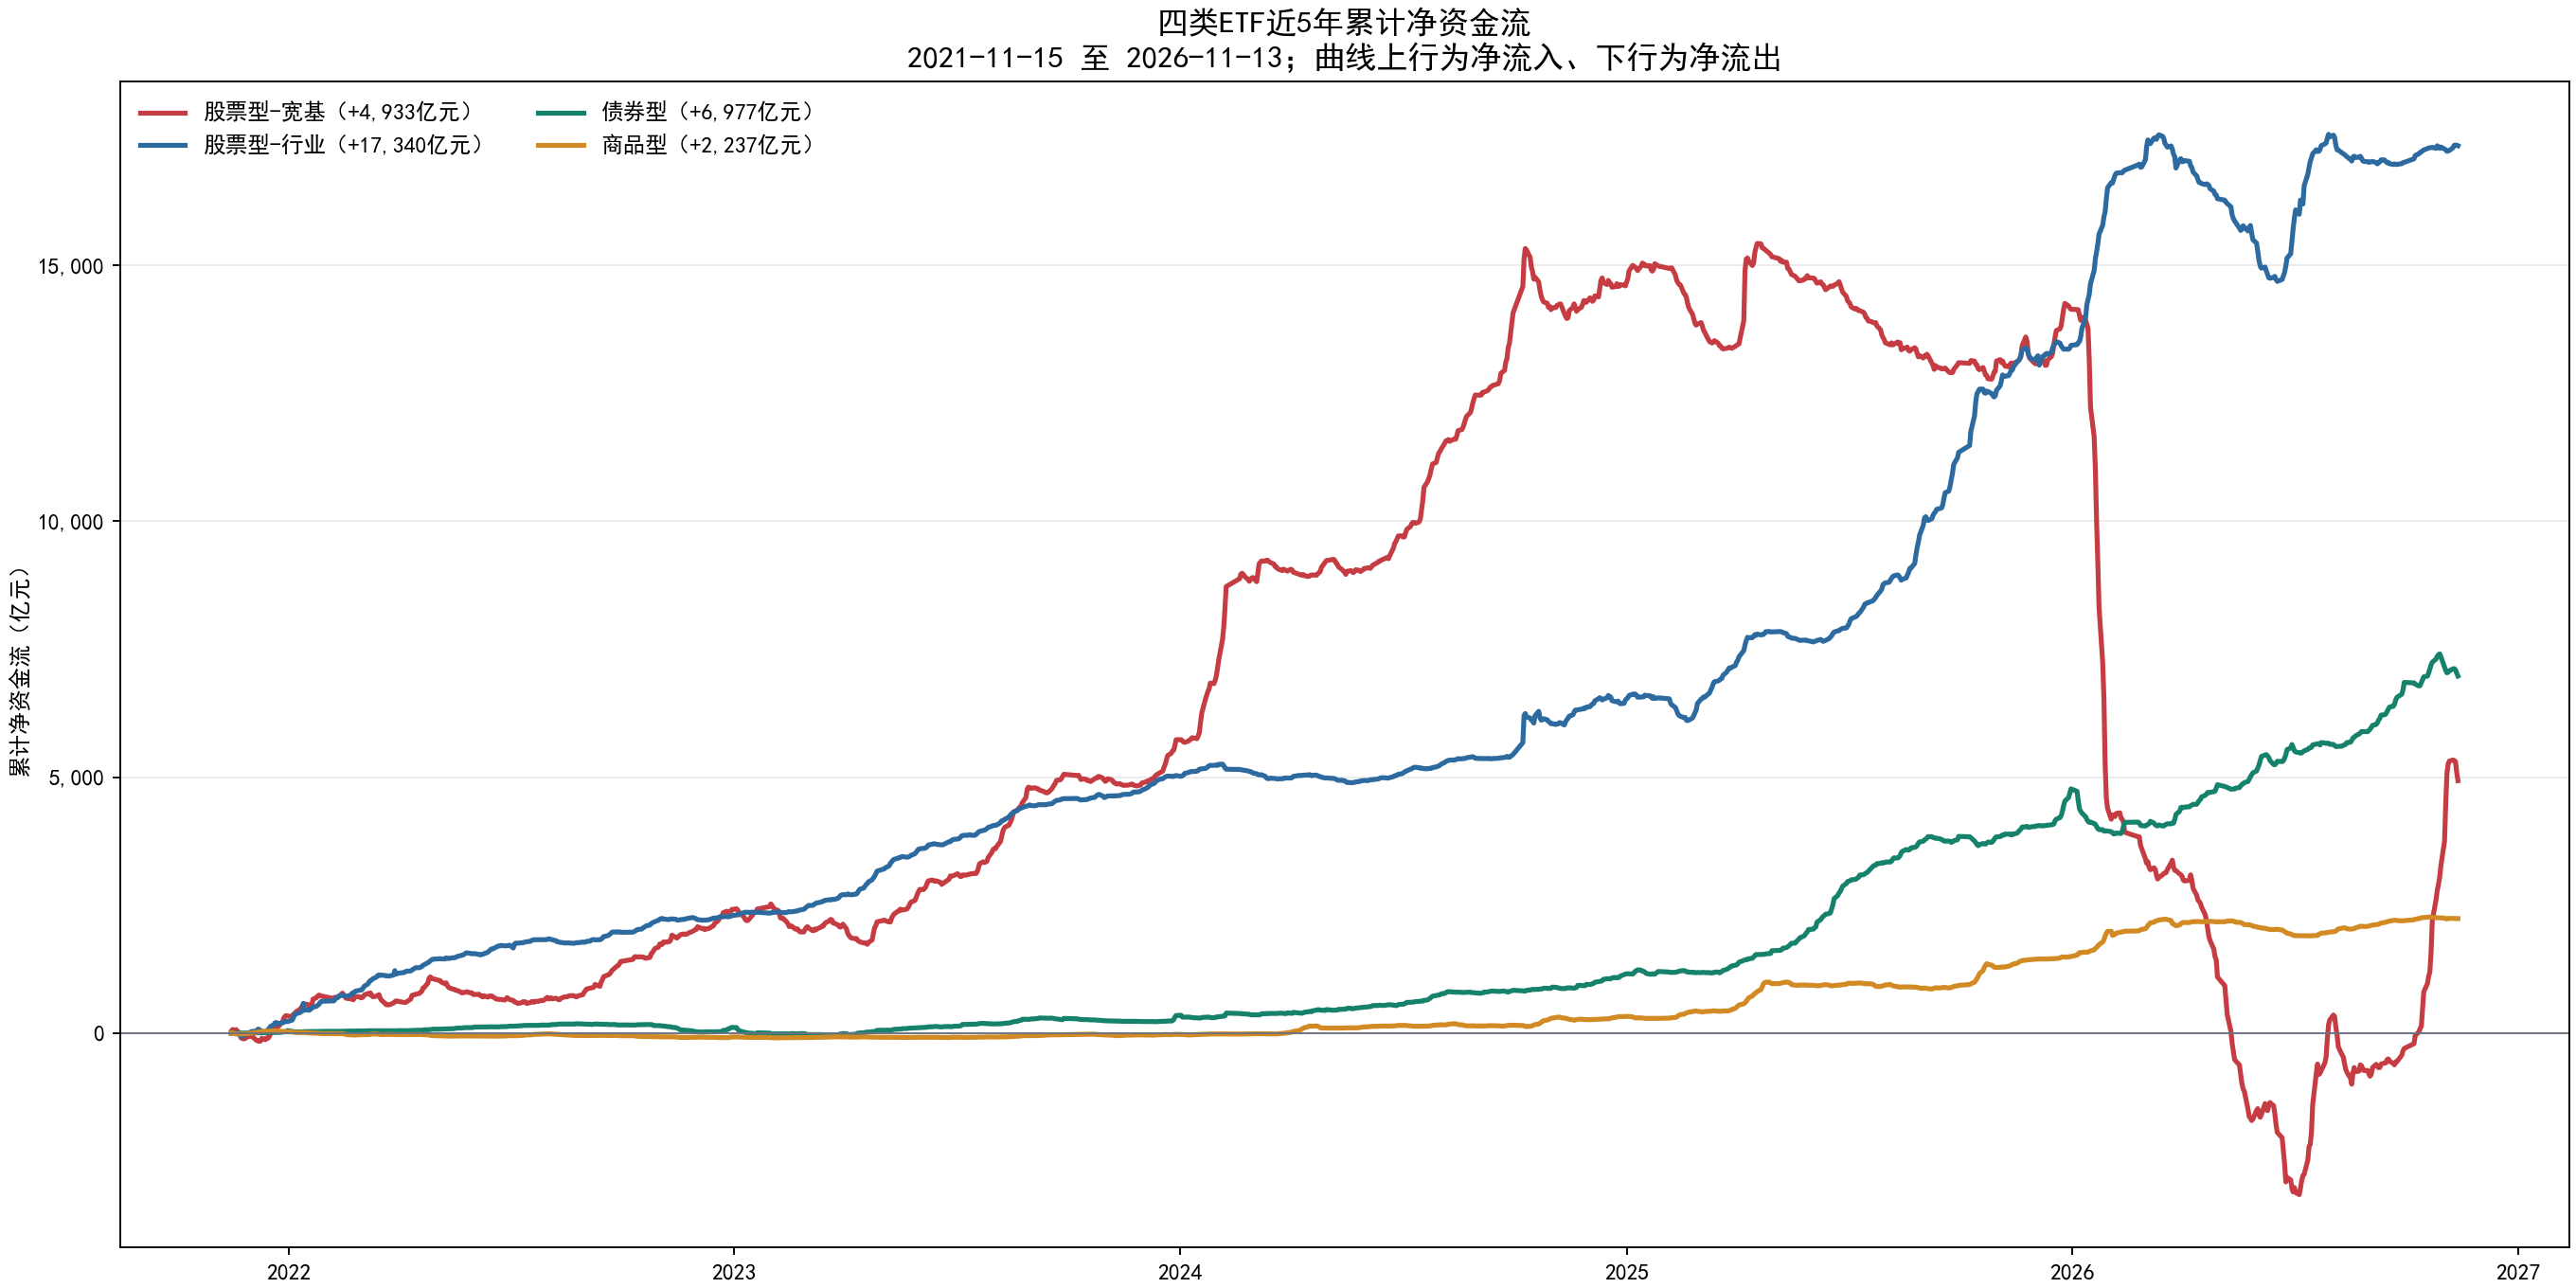 四类ETF近5年累计净资金流
2021-11-15 至 2026-11-13；曲线上行为净流入、下行为净流出
股票型-宽基（+4,933亿元）
股票型-行业（+17,340亿元）
债券型（+6,977亿元）
商品型（+2,237亿元）
累计净资金流（亿元）
15,000
10,000
5,000
0
2022
2023
2024
2025
2026
2027